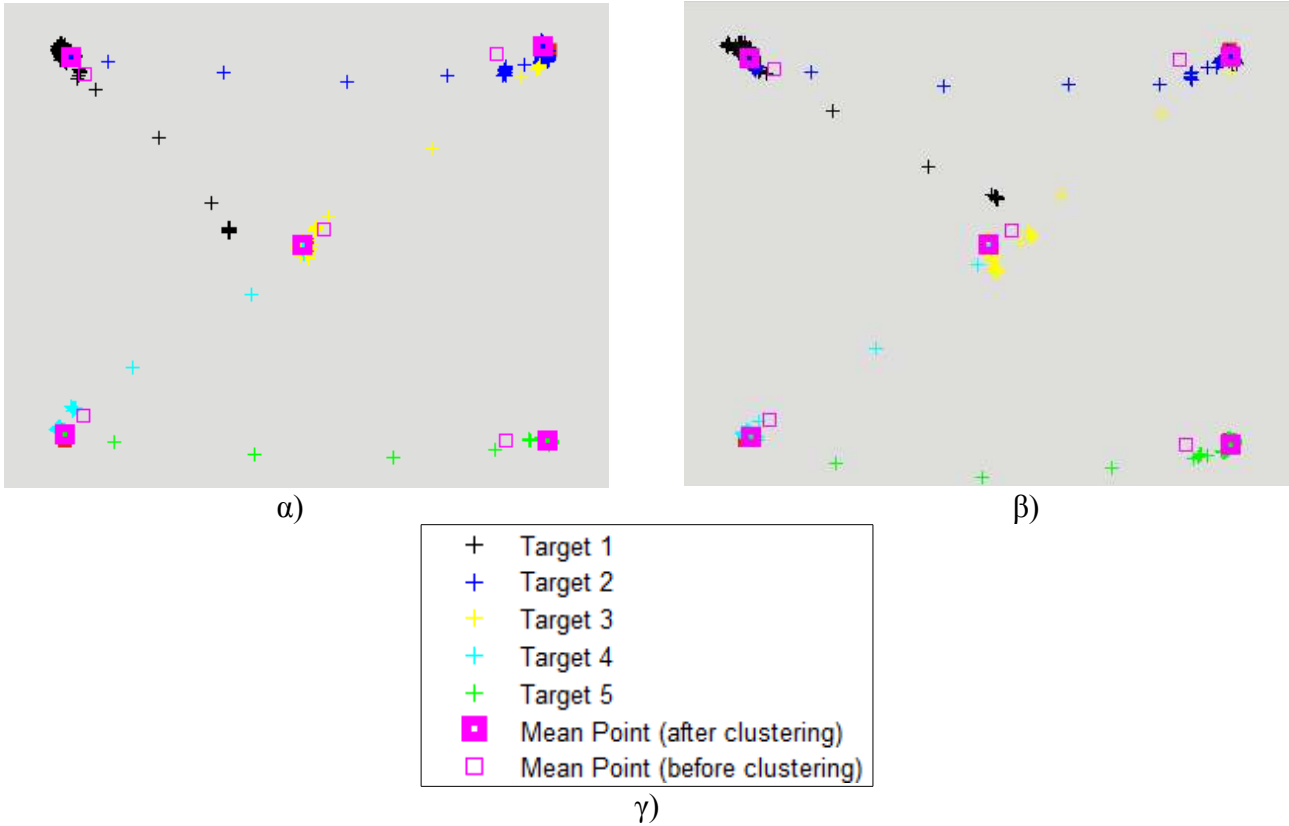 α)
β)
Target 1
Target 2
Target 3
Target 4
Target 5
Mean Point (after clustering)
Mean Point (before clustering)
γ)